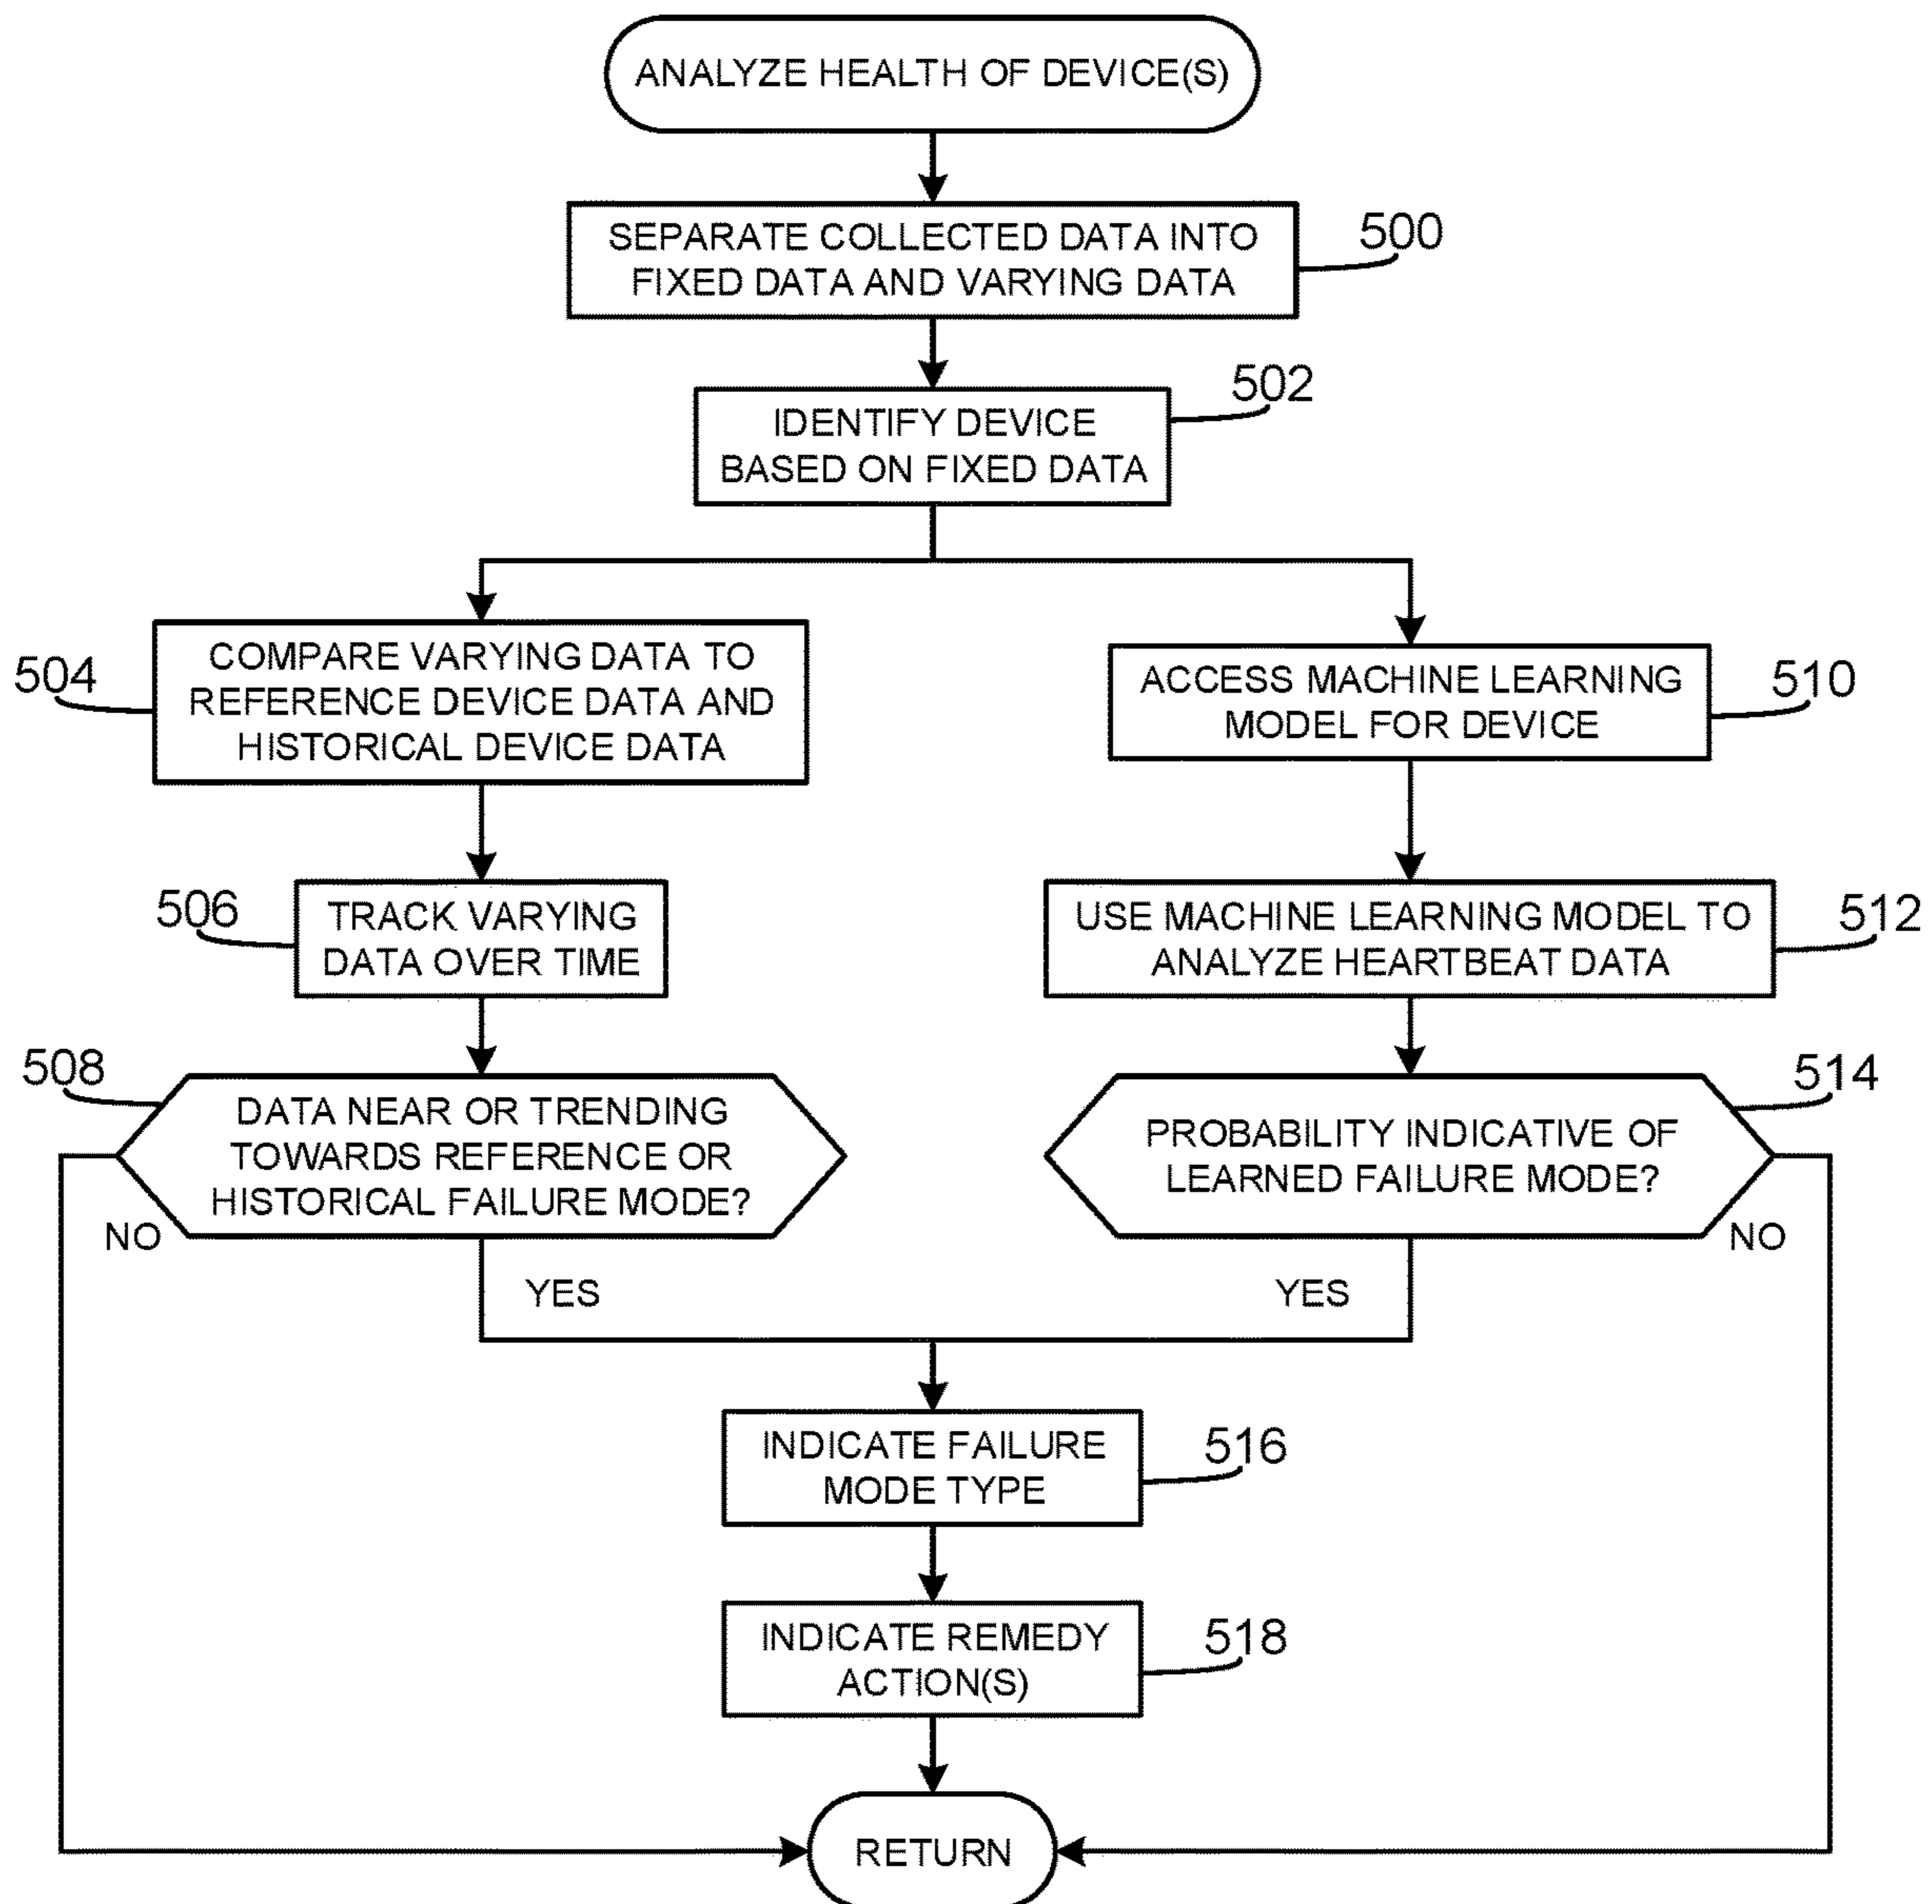 ANALYZE HEALTH OF DEVICE(S)
SEPARATE COLLECTED DATA INTO
FIXED DATA AND VARYING DATA
500
IDENTIFY DEVICE
BASED ON FIXED DATA
502
504
COMPARE VARYING DATA TO
REFERENCE DEVICE DATA AND
HISTORICAL DEVICE DATA
ACCESS MACHINE LEARNING
MODEL FOR DEVICE
510
506
TRACK VARYING
DATA OVER TIME
USE MACHINE LEARNING MODEL TO
ANALYZE HEARTBEAT DATA
512
508
DATA NEAR OR TRENDING
TOWARDS REFERENCE OR
HISTORICAL FAILURE MODE?
NO
YES
PROBABILITY INDICATIVE OF
LEARNED FAILURE MODE?
514
NO
YES
INDICATE FAILURE
MODE TYPE
516
INDICATE REMEDY
ACTION(S)
518
RETURN